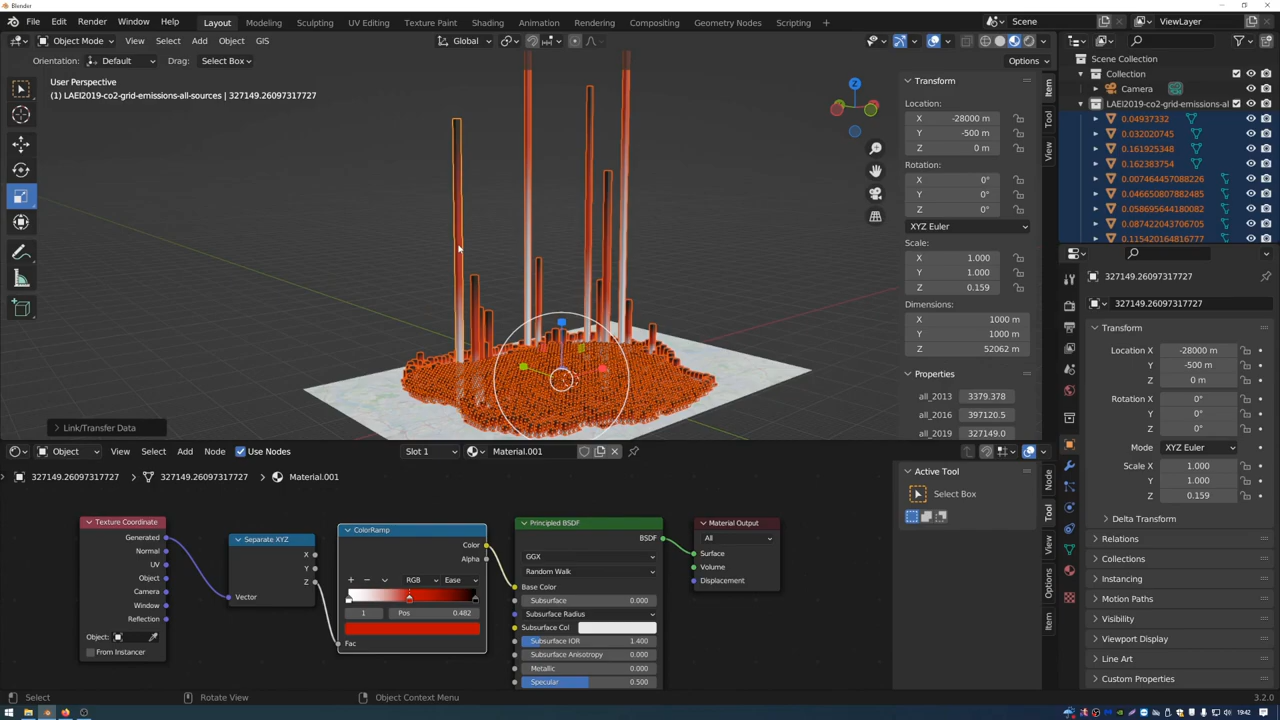 Blender
File Edit Render Window Help Layout Modeling Sculpting UV Editing Texture Paint Shading Animation Rendering Compositing Geometry Nodes Scripting + Scene ViewLayer
Object Mode View Select Add Object GIS Global
Orientation: Default Drag: Select Box Options
User Perspective
(1) LAEI2019-co2-grid-emissions-all-sources | 327149.26097317727
Z
Link/Transfer Data
Transform
Location:
X -28000 m
Y -500 m
Z 0 m
Rotation:
X 0°
Y 0°
Z 0°
XYZ Euler
Scale:
X 1.000
Y 1.000
Z 0.159
Dimensions:
X 1000 m
Y 1000 m
Z 52062 m
Properties
all_2013 3379.378
all_2016 397120.5
all_2019 327149.0
Item
Tool
View
Scene Collection
Collection
Camera
LAEI2019-co2-grid-emissions-al
0.04937332
0.032020745
0.161925348
0.162383754
0.007464457088226
0.046650807882485
0.058695644180082
0.087422043706505
0.115420164816777
327149.26097317727
327149.26097317727
Transform
Location X -28000 m
Y -500 m
Z 0 m
Rotation X 0°
Y 0°
Z 0°
Mode XYZ Euler
Scale X 1.000
Y 1.000
Z 0.159
Delta Transform
Relations
Collections
Instancing
Motion Paths
Visibility
Viewport Display
Line Art
Custom Properties
Object View Select Add Node Use Nodes Slot 1 Material.001
327149.26097317727 > 327149.26097317727 > Material.001
Texture Coordinate
Generated
Normal
UV
Object
Camera
Window
Reflection
Object:
From Instancer
Separate XYZ
X
Y
Z
Vector
ColorRamp
Color
Alpha
+ − RGB Ease
1 Pos 0.482
Fac
Principled BSDF
BSDF
GGX
Random Walk
Base Color
Subsurface 0.000
Subsurface Radius
Subsurface Col
Subsurface IOR 1.400
Subsurface Anisotropy 0.000
Metallic 0.000
Specular 0.500
Material Output
All
Surface
Volume
Displacement
Active Tool
Select Box
Node
Tool
View
Options
Item
Select Rotate View Object Context Menu 3.2.0
19:42